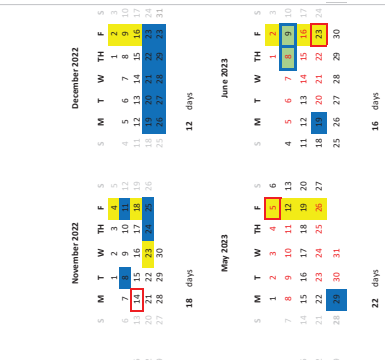 November 2022
S M T W TH F S
1 2 3 4 5
6 7 8 9 10 11 12
13 14 15 16 17 18 19
20 21 22 23 24 25 26
27 28 29 30
18 days
December 2022
S M T W TH F S
1 2 3
4 5 6 7 8 9 10
11 12 13 14 15 16 17
18 19 20 21 22 23 24
25 26 27 28 29 30 31
12 days
May 2023
S M T W TH F S
1 2 3 4 5 6
7 8 9 10 11 12 13
14 15 16 17 18 19 20
21 22 23 24 25 26 27
28 29 30 31
22 days
June 2023
S M T W TH F S
1 2 3
4 5 6 7 8 9 10
11 12 13 14 15 16 17
18 19 20 21 22 23 24
25 26 27 28 29 30
16 days